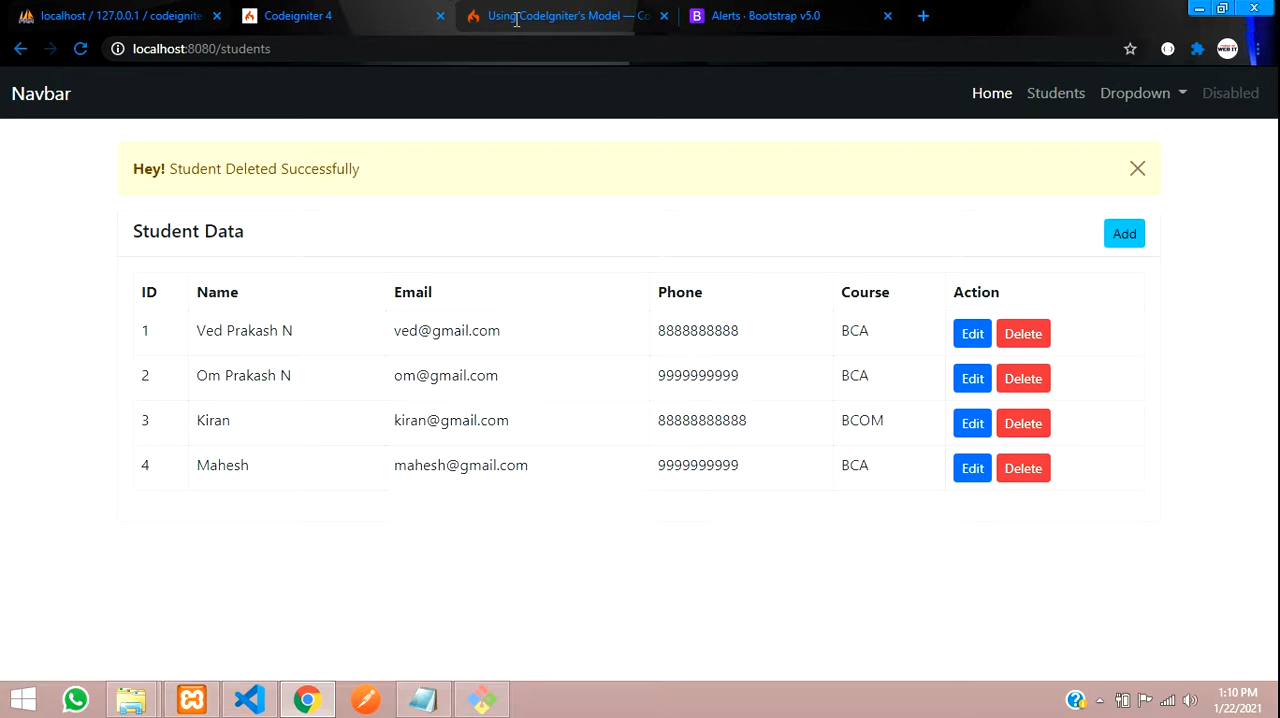 localhost / 127.0.0.1 / codeignite
Codeigniter 4
Using CodeIgniter's Model — Co
B Alerts · Bootstrap v5.0
localhost:8080/students
WEB IT
Navbar
Home Students Dropdown Disabled
Hey! Student Deleted Successfully
Student Data
Add
ID Name Email Phone Course Action
1 Ved Prakash N ved@gmail.com 8888888888 BCA Edit Delete
2 Om Prakash N om@gmail.com 9999999999 BCA Edit Delete
3 Kiran kiran@gmail.com 88888888888 BCOM Edit Delete
4 Mahesh mahesh@gmail.com 9999999999 BCA Edit Delete
1:10 PM
1/22/2021